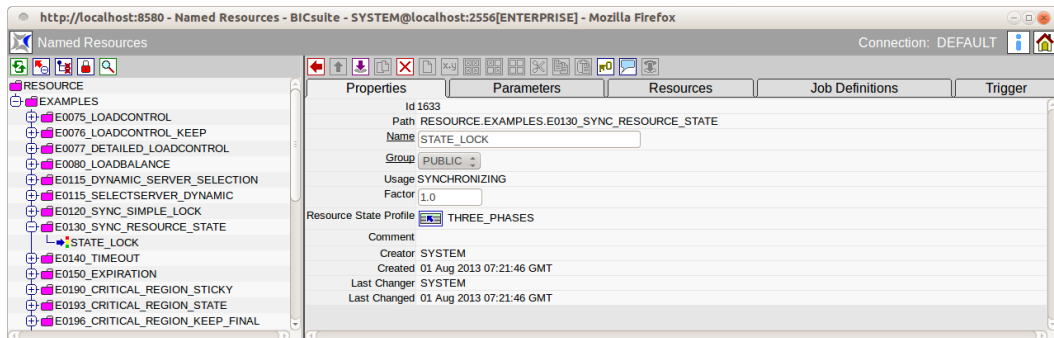 http://localhost:8580 - Named Resources - BICsuite - SYSTEM@localhost:2556[ENTERPRISE] - Mozilla Firefox
Named Resources
Connection: DEFAULT
RESOURCE
EXAMPLES
E0075_LOADCONTROL
E0076_LOADCONTROL_KEEP
E0077_DETAILED_LOADCONTROL
E0080_LOADBALANCE
E0115_DYNAMIC_SERVER_SELECTION
E0115_SELECTSERVER_DYNAMIC
E0120_SYNC_SIMPLE_LOCK
E0130_SYNC_RESOURCE_STATE
STATE_LOCK
E0140_TIMEOUT
E0150_EXPIRATION
E0190_CRITICAL_REGION_STICKY
E0193_CRITICAL_REGION_STATE
E0196_CRITICAL_REGION_KEEP_FINAL
Properties Parameters Resources Job Definitions Trigger
Id 1633
Path RESOURCE.EXAMPLES.E0130_SYNC_RESOURCE_STATE
Name STATE_LOCK
Group PUBLIC
Usage SYNCHRONIZING
Factor 1.0
Resource State Profile THREE_PHASES
Comment
Creator SYSTEM
Created 01 Aug 2013 07:21:46 GMT
Last Changer SYSTEM
Last Changed 01 Aug 2013 07:21:46 GMT